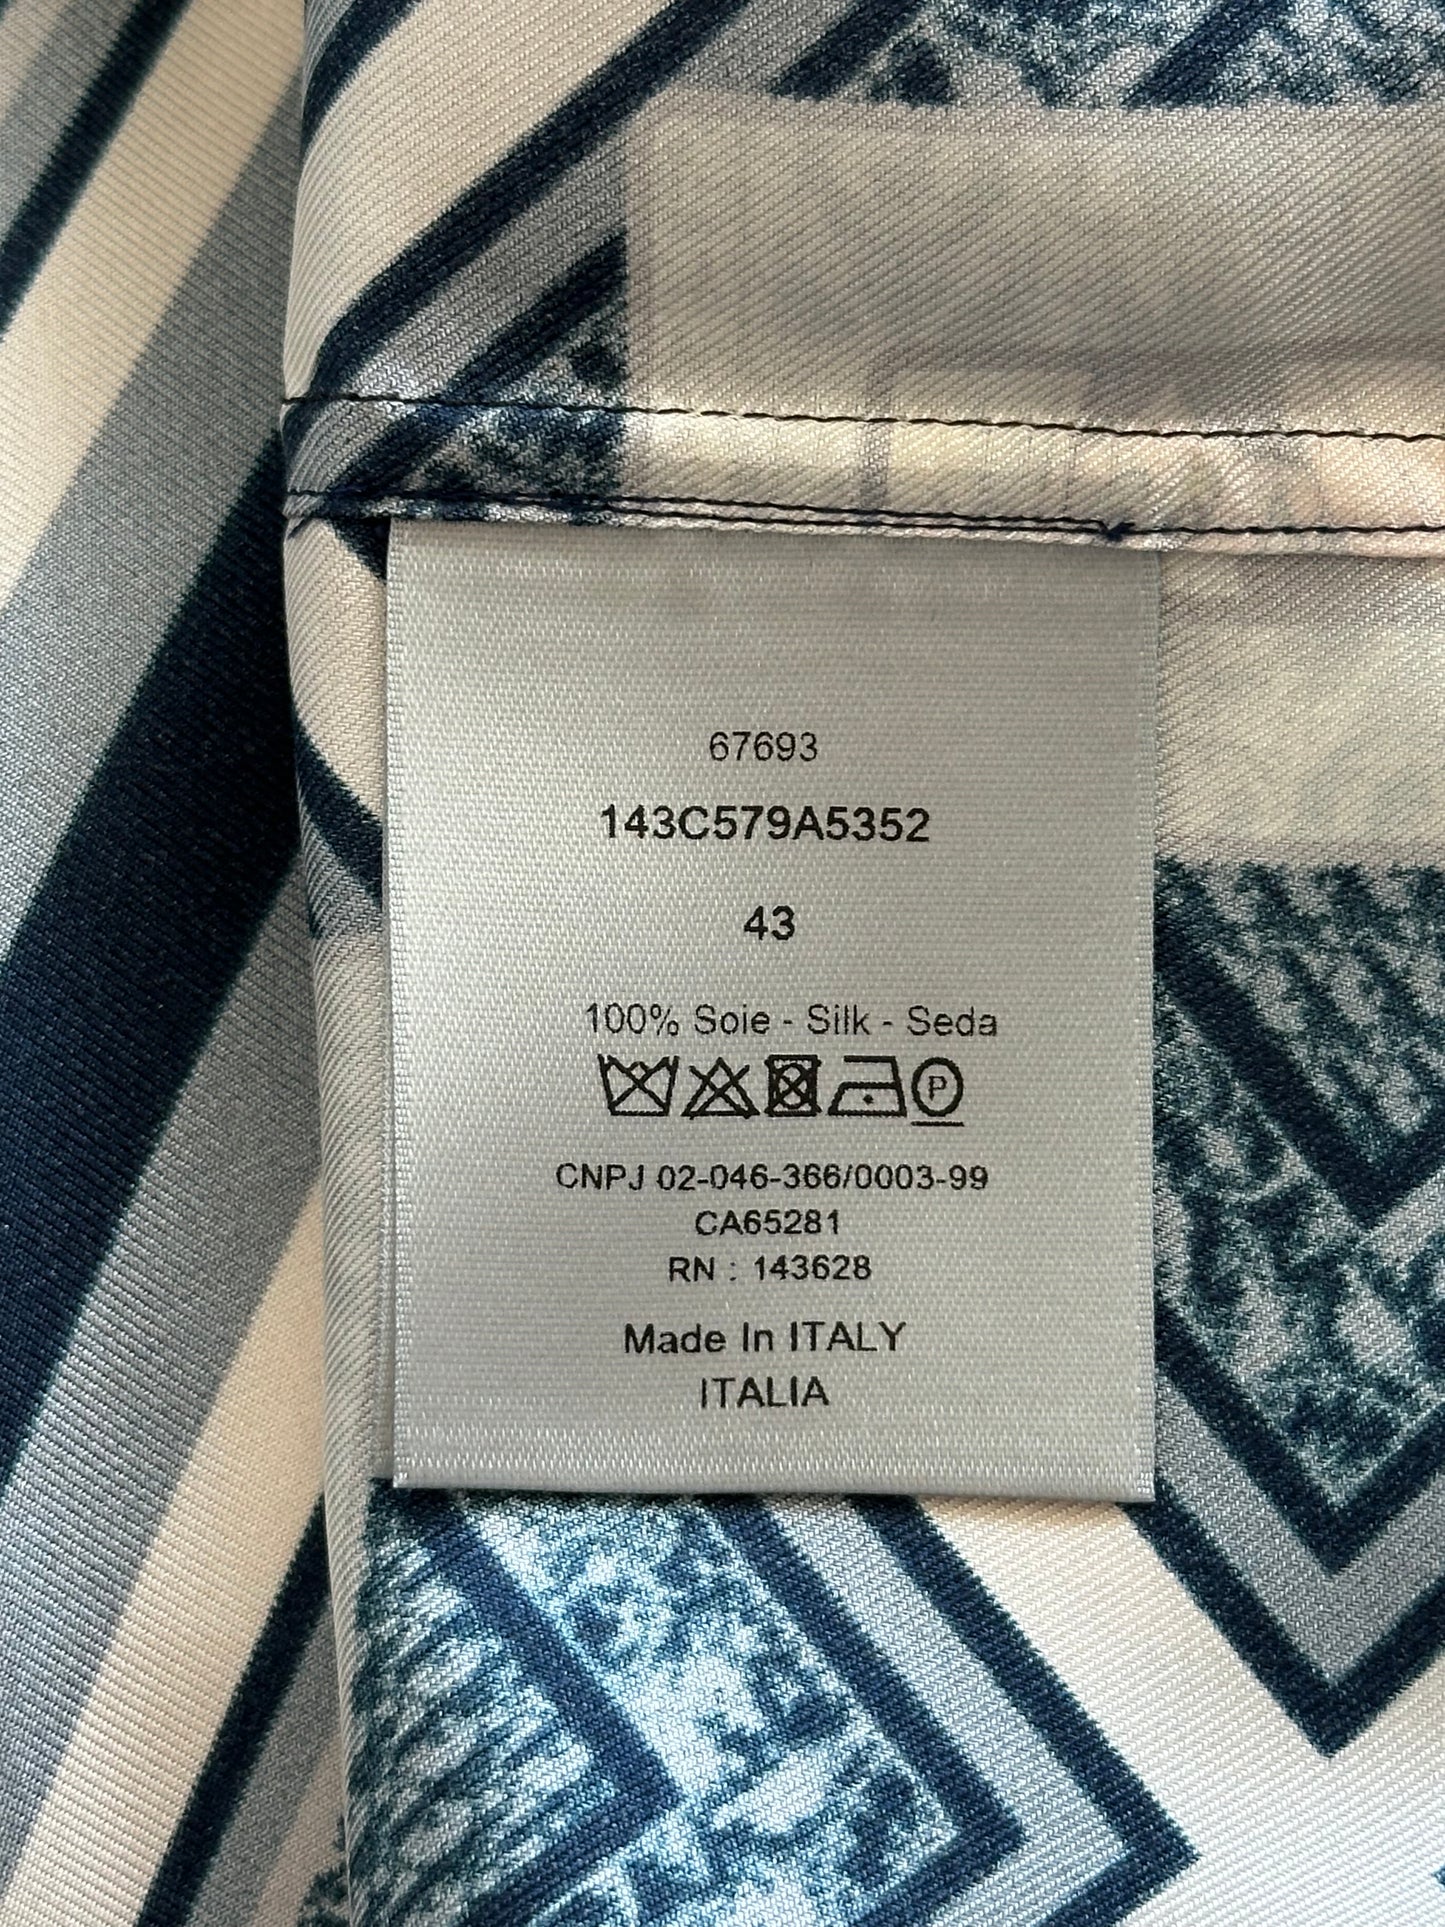 67693
143C579A5352
43
100% Soie - Silk - Seda
P
CNPJ 02-046-366/0003-99
CA65281
RN : 143628
Made In ITALY
ITALIA